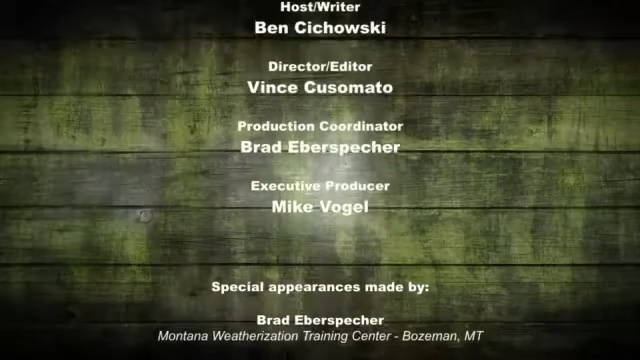 Host/Writer
Ben Cichowski
Director/Editor
Vince Cusomato
Production Coordinator
Brad Eberspecher
Executive Producer
Mike Vogel
Special appearances made by:
Brad Eberspecher
Montana Weatherization Training Center - Bozeman, MT